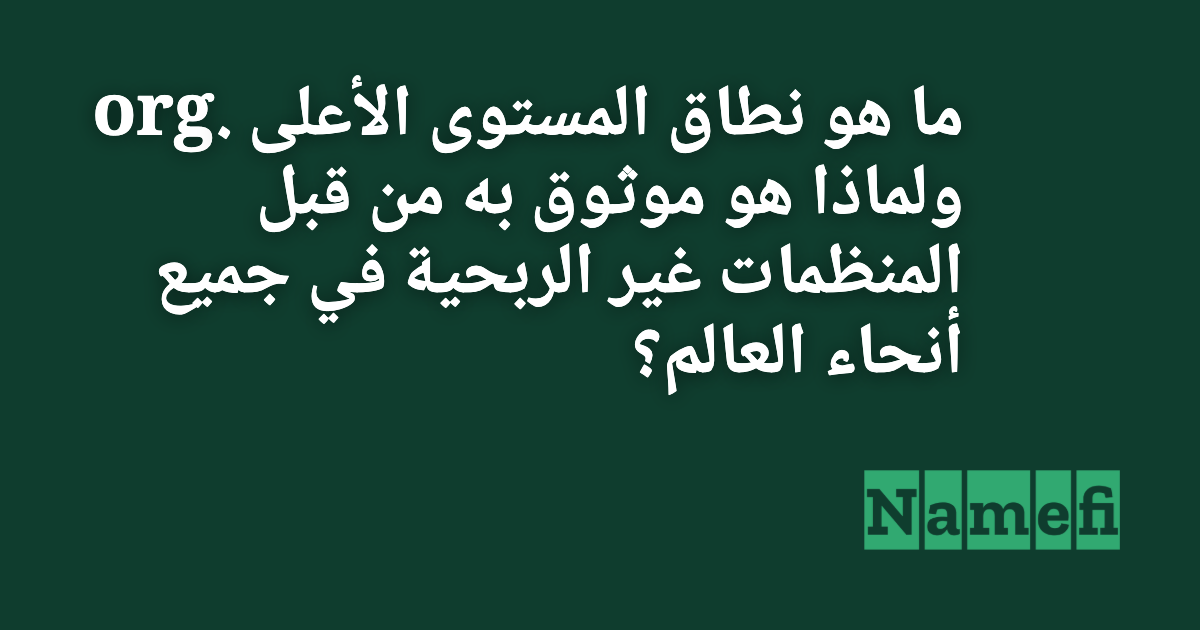 ما هو نطاق المستوى الأعلى .org
ولماذا هو موثوق به من قبل
المنظمات غير الربحية في جميع
أنحاء العالم؟
Namefi